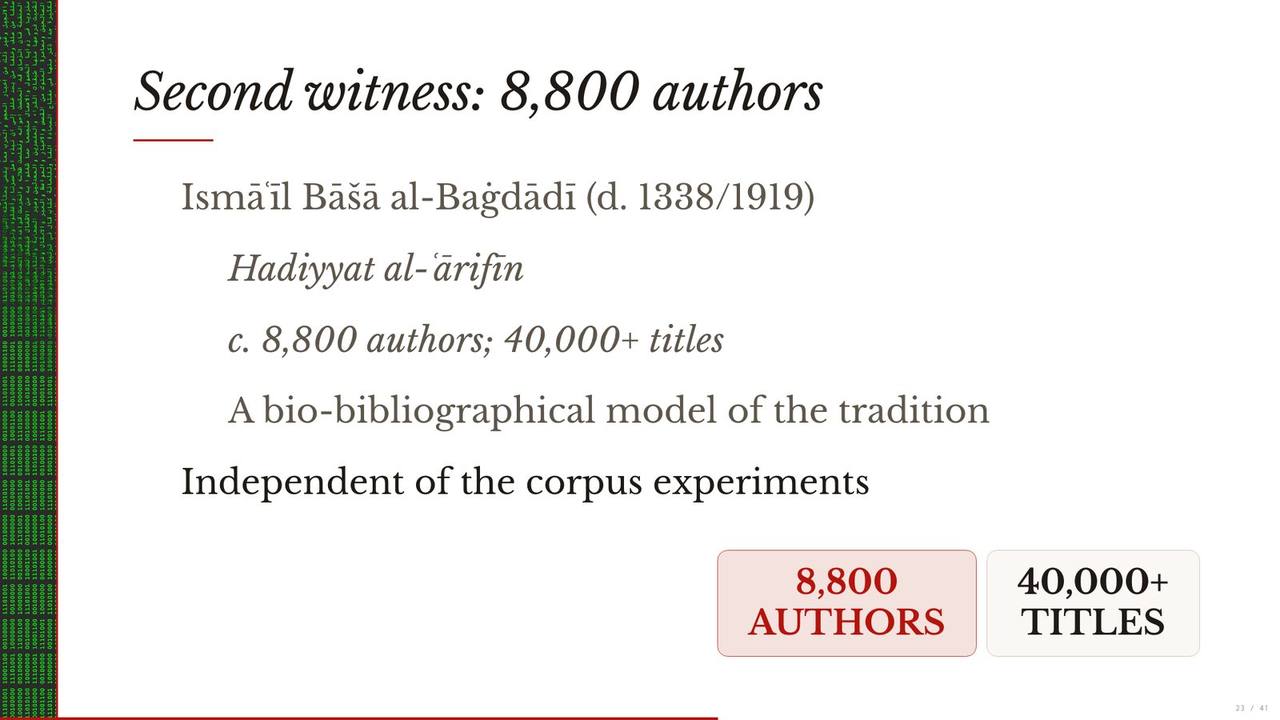 Second witness: 8,800 authors
Ismāʿīl Bāšā al-Baġdādī (d. 1338/1919)
Hadiyyat al-ʿārifīn
c. 8,800 authors; 40,000+ titles
A bio-bibliographical model of the tradition
Independent of the corpus experiments
8,800
AUTHORS
40,000+
TITLES
23 / 41